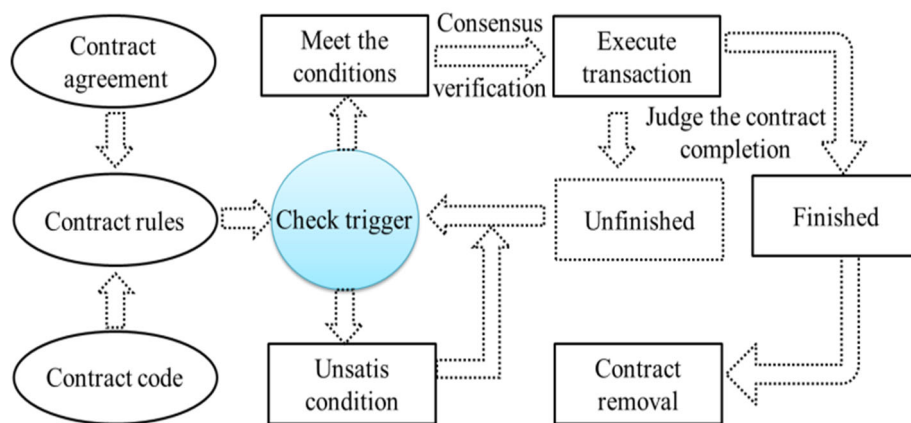 Contract
agreement
Meet the
conditions
Consensus
verification
Execute
transaction
Judge the contract
completion
Contract rules
Check trigger
Unfinished
Finished
Contract code
Unsatis
condition
Contract
removal